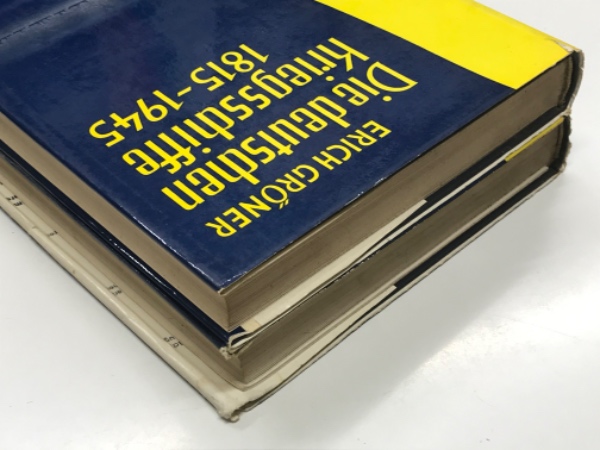 ERICH GRÖNER
Die deutschen
Kriegsschiffe
1815-1945